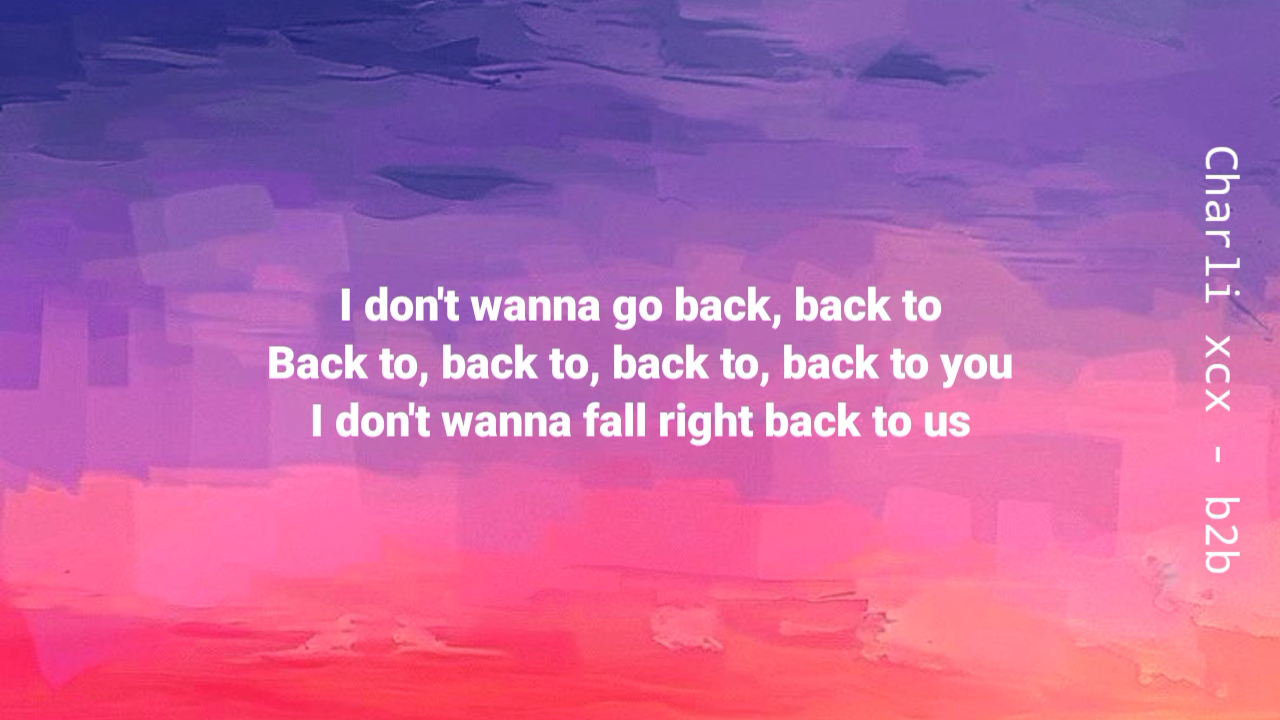 I don't wanna go back, back to
Back to, back to, back to, back to you
I don't wanna fall right back to us
Charli xcx - b2b